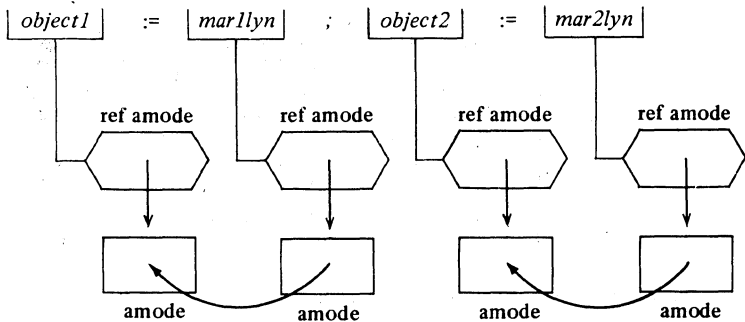 object1 := mar1lyn ; object2 := mar2lyn
ref amode ref amode ref amode ref amode
amode amode amode amode